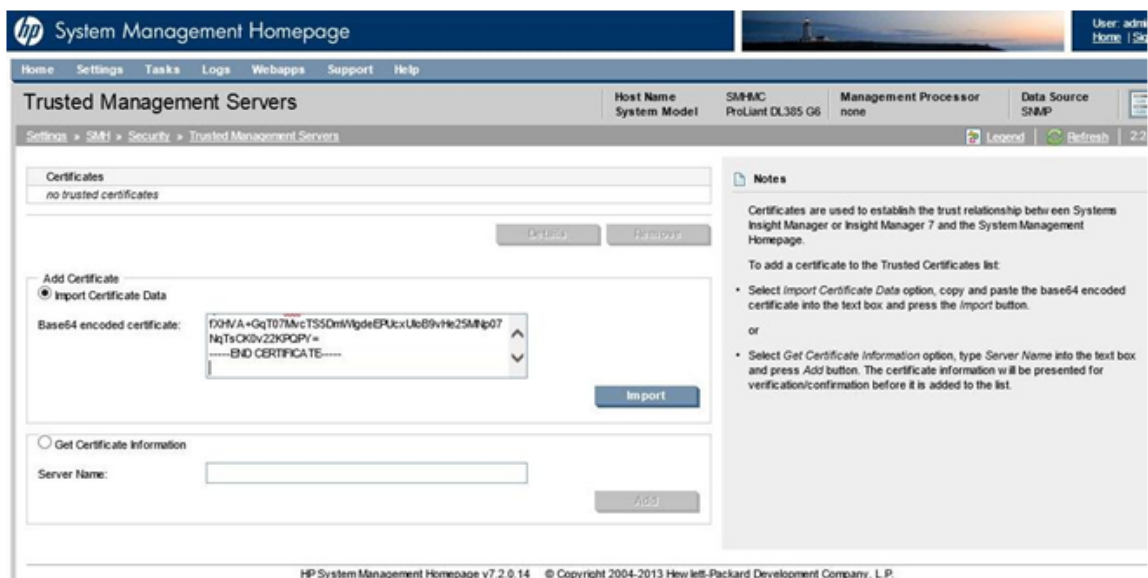 hp System Management Homepage
User: admi
Home | Sig
Home Settings Tasks Logs Webapps Support Help
Trusted Management Servers
Host Name SMHMC Management Processor Data Source
System Model ProLiant DL385 G6 none SNMP
Settings » SMH » Security » Trusted Management Servers
Legend | Refresh | 2:2
Certificates
no trusted certificates
Details Remove
Add Certificate
Import Certificate Data
Base64 encoded certificate:
NqTsCK0v22KPQPY=
-----END CERTIFICATE-----
Import
Get Certificate Information
Server Name:
Add
Notes
Certificates are used to establish the trust relationship between Systems
Insight Manager or Insight Manager 7 and the System Management
Homepage.
To add a certificate to the Trusted Certificates list:
• Select Import Certificate Data option, copy and paste the base64 encoded
certificate into the text box and press the Import button.
or
• Select Get Certificate Information option, type Server Name into the text box
and press Add button. The certificate information will be presented for
verification/confirmation before it is added to the list.
HP System Management Homepage v7.2.0.14 © Copyright 2004-2013 Hewlett-Packard Development Company, L.P.